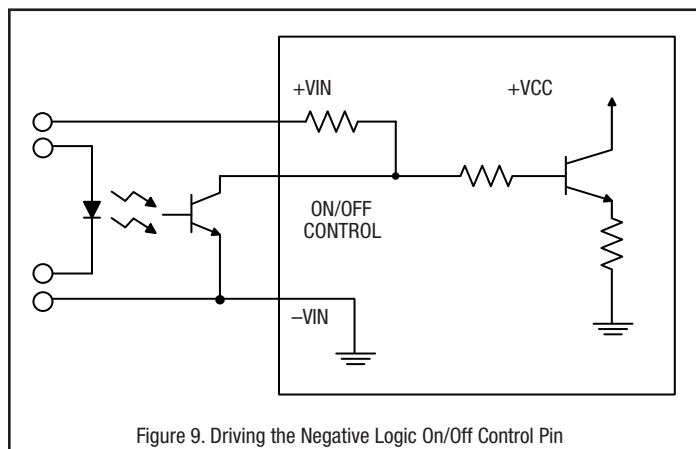 +VIN
+VCC
ON/OFF
CONTROL
–VIN
Figure 9. Driving the Negative Logic On/Off Control Pin